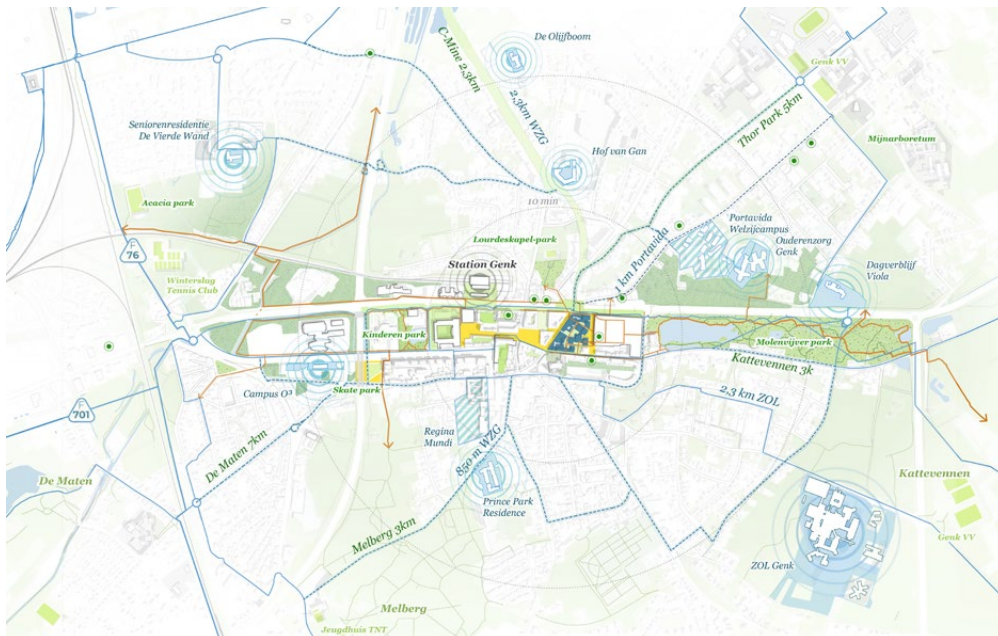 De Olijfboom
C-Mine 2,3km
2,3km WZG
Genk VV
Thor Park 5km
Seniorenresidentie
De Vierde Wand
Hof van Gan
Mijnarboretum
Acacia park
10 min
Portavida
Welzijcampus
Ouderenzorg
Genk
1 km Portavida
Lourdeskapel-park
Station Genk
Dagverblijf
Viola
F
76
Winterslag
Tennis Club
Kinderen park
Molenvijver park
Kattevennen 3k
Campus O³
Skate park
2,3 km ZOL
F
701
De Maten 7km
Regina
Mundi
850 m WZG
De Maten
Kattevennen
Prince Park
Residence
Melberg 3km
Genk VV
ZOL Genk
Melberg
Jeugdhuis TNT